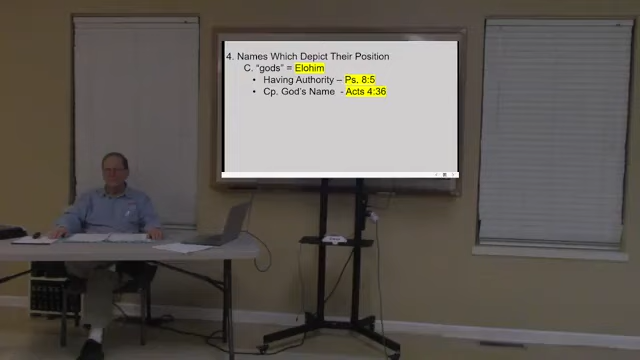 4. Names Which Depict Their Position
C. "gods" = Elohim
• Having Authority – Ps. 8:5
• Cp. God's Name - Acts 4:36